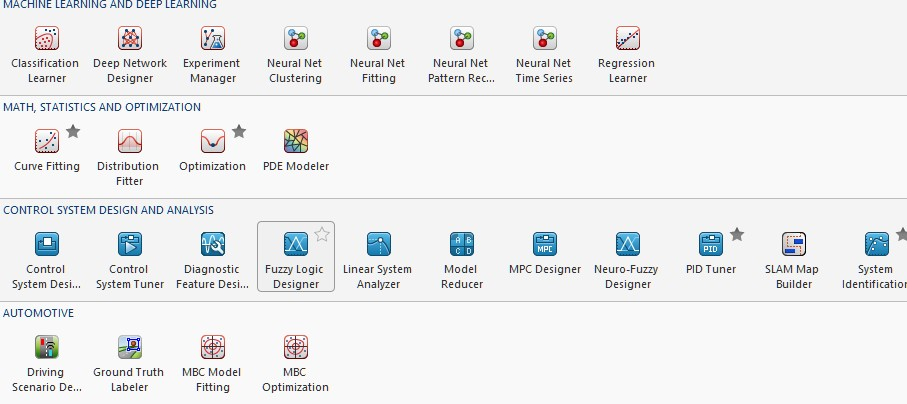 MACHINE LEARNING AND DEEP LEARNING
Classification Learner
Deep Network Designer
Experiment Manager
Neural Net Clustering
Neural Net Fitting
Neural Net Pattern Rec...
Neural Net Time Series
Regression Learner
MATH, STATISTICS AND OPTIMIZATION
Curve Fitting
Distribution Fitter
Optimization
PDE Modeler
CONTROL SYSTEM DESIGN AND ANALYSIS
A B
C D
MPC
PID
Control System Desi...
Control System Tuner
Diagnostic Feature Desi...
Fuzzy Logic Designer
Linear System Analyzer
Model Reducer
MPC Designer
Neuro-Fuzzy Designer
PID Tuner
SLAM Map Builder
System Identification
AUTOMOTIVE
Driving Scenario De...
Ground Truth Labeler
MBC Model Fitting
MBC Optimization